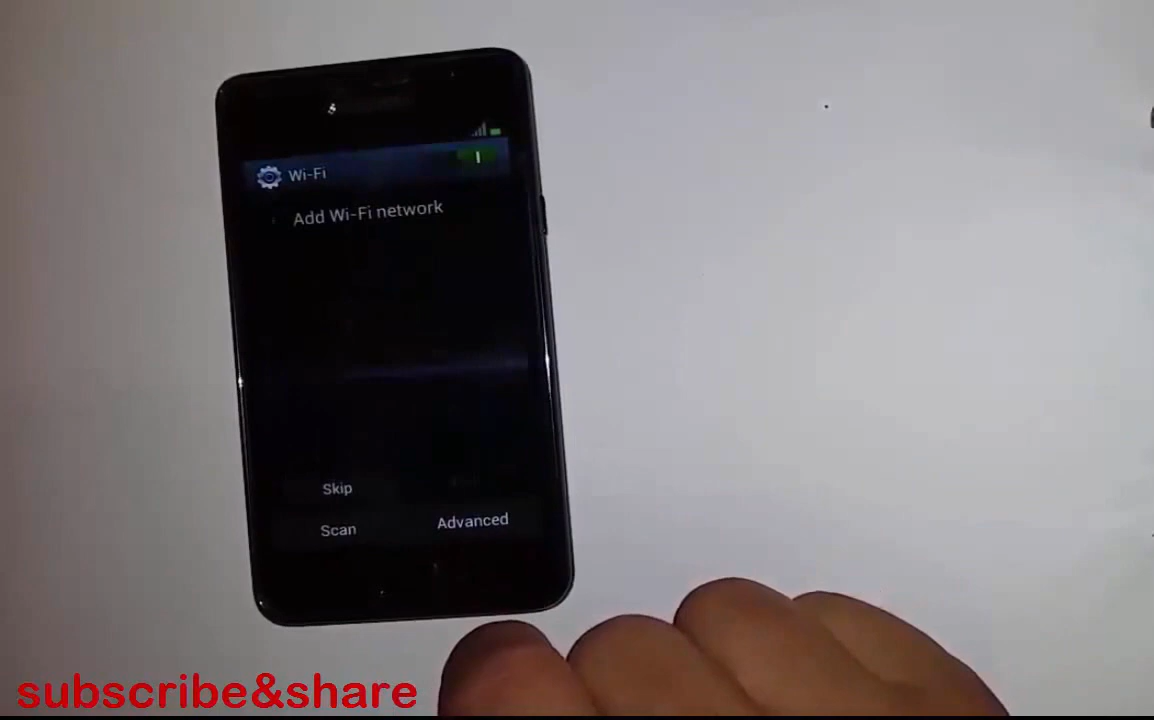 Wi-Fi
Add Wi-Fi network
Skip
Scan
Advanced
subscribe&share